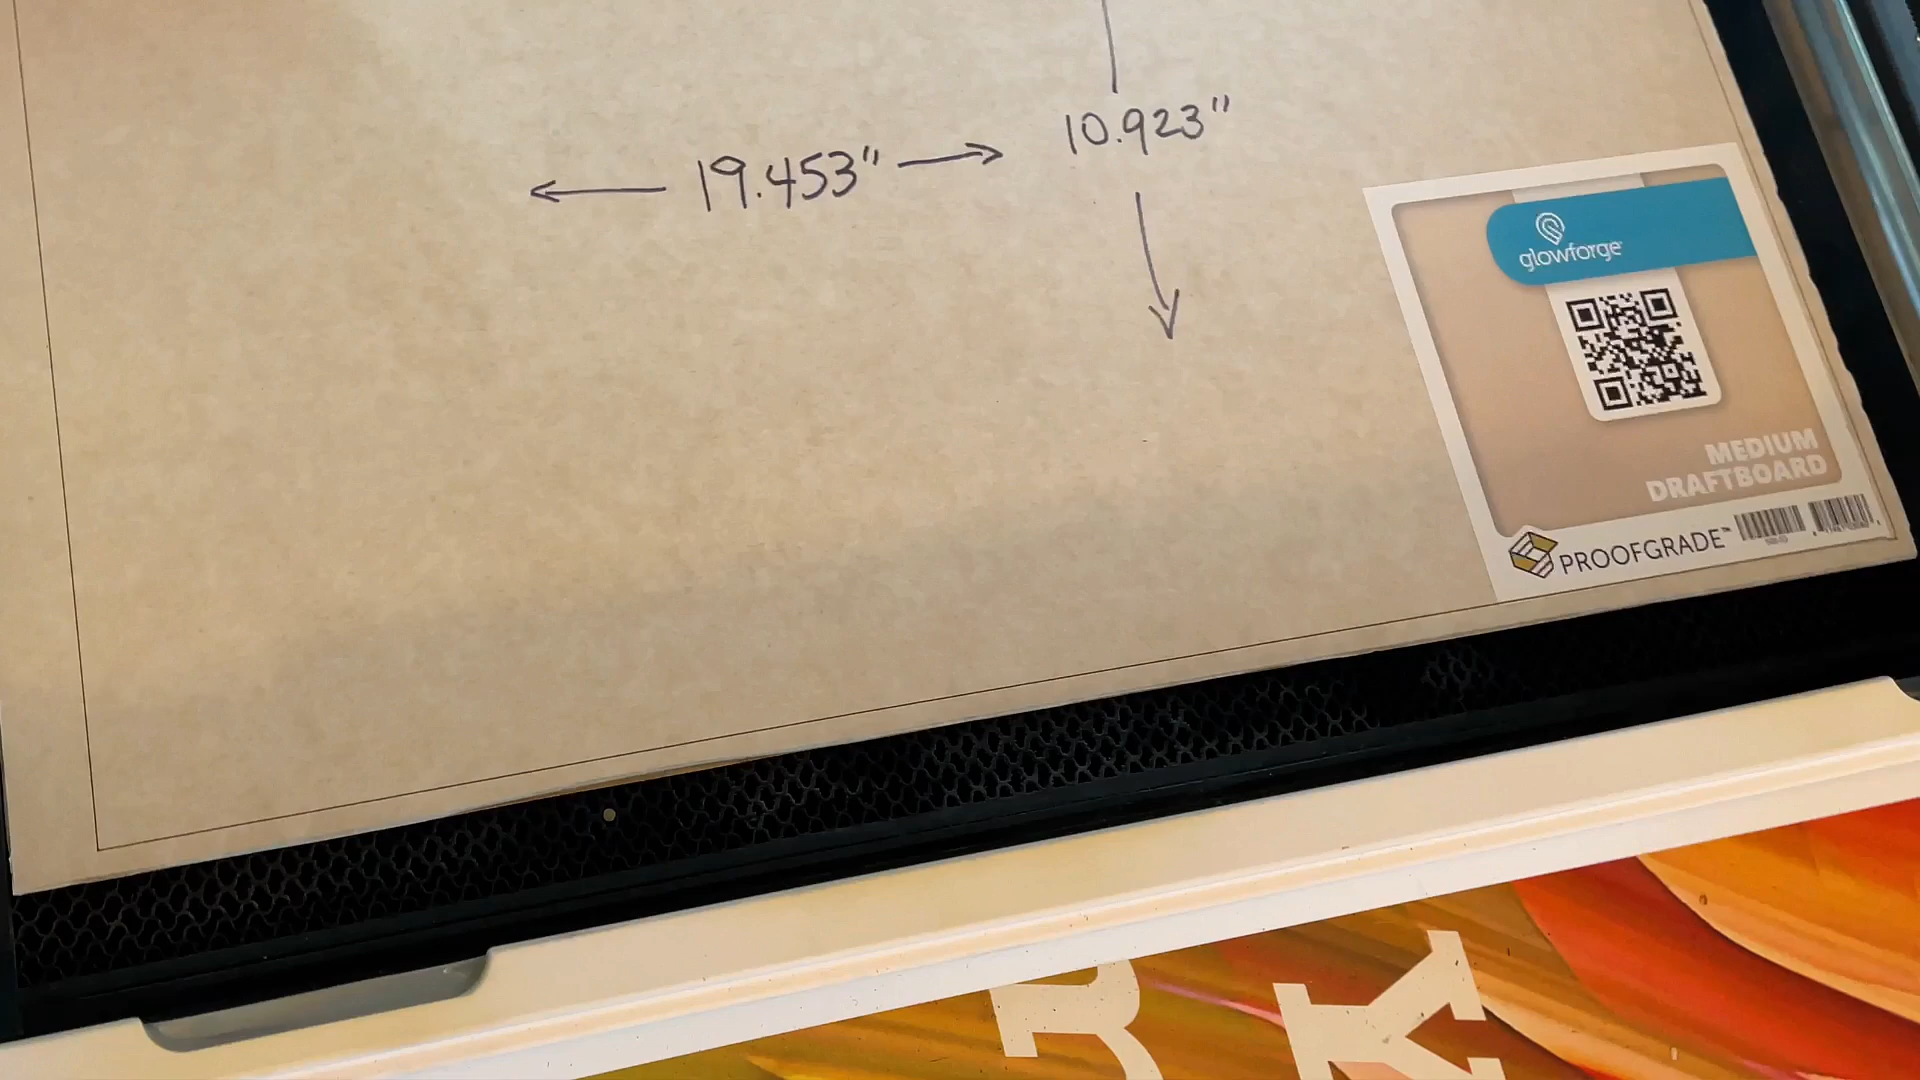 10.923"
19.453"
glowforge
MEDIUM
DRAFTBOARD
PROOFGRADE™
K